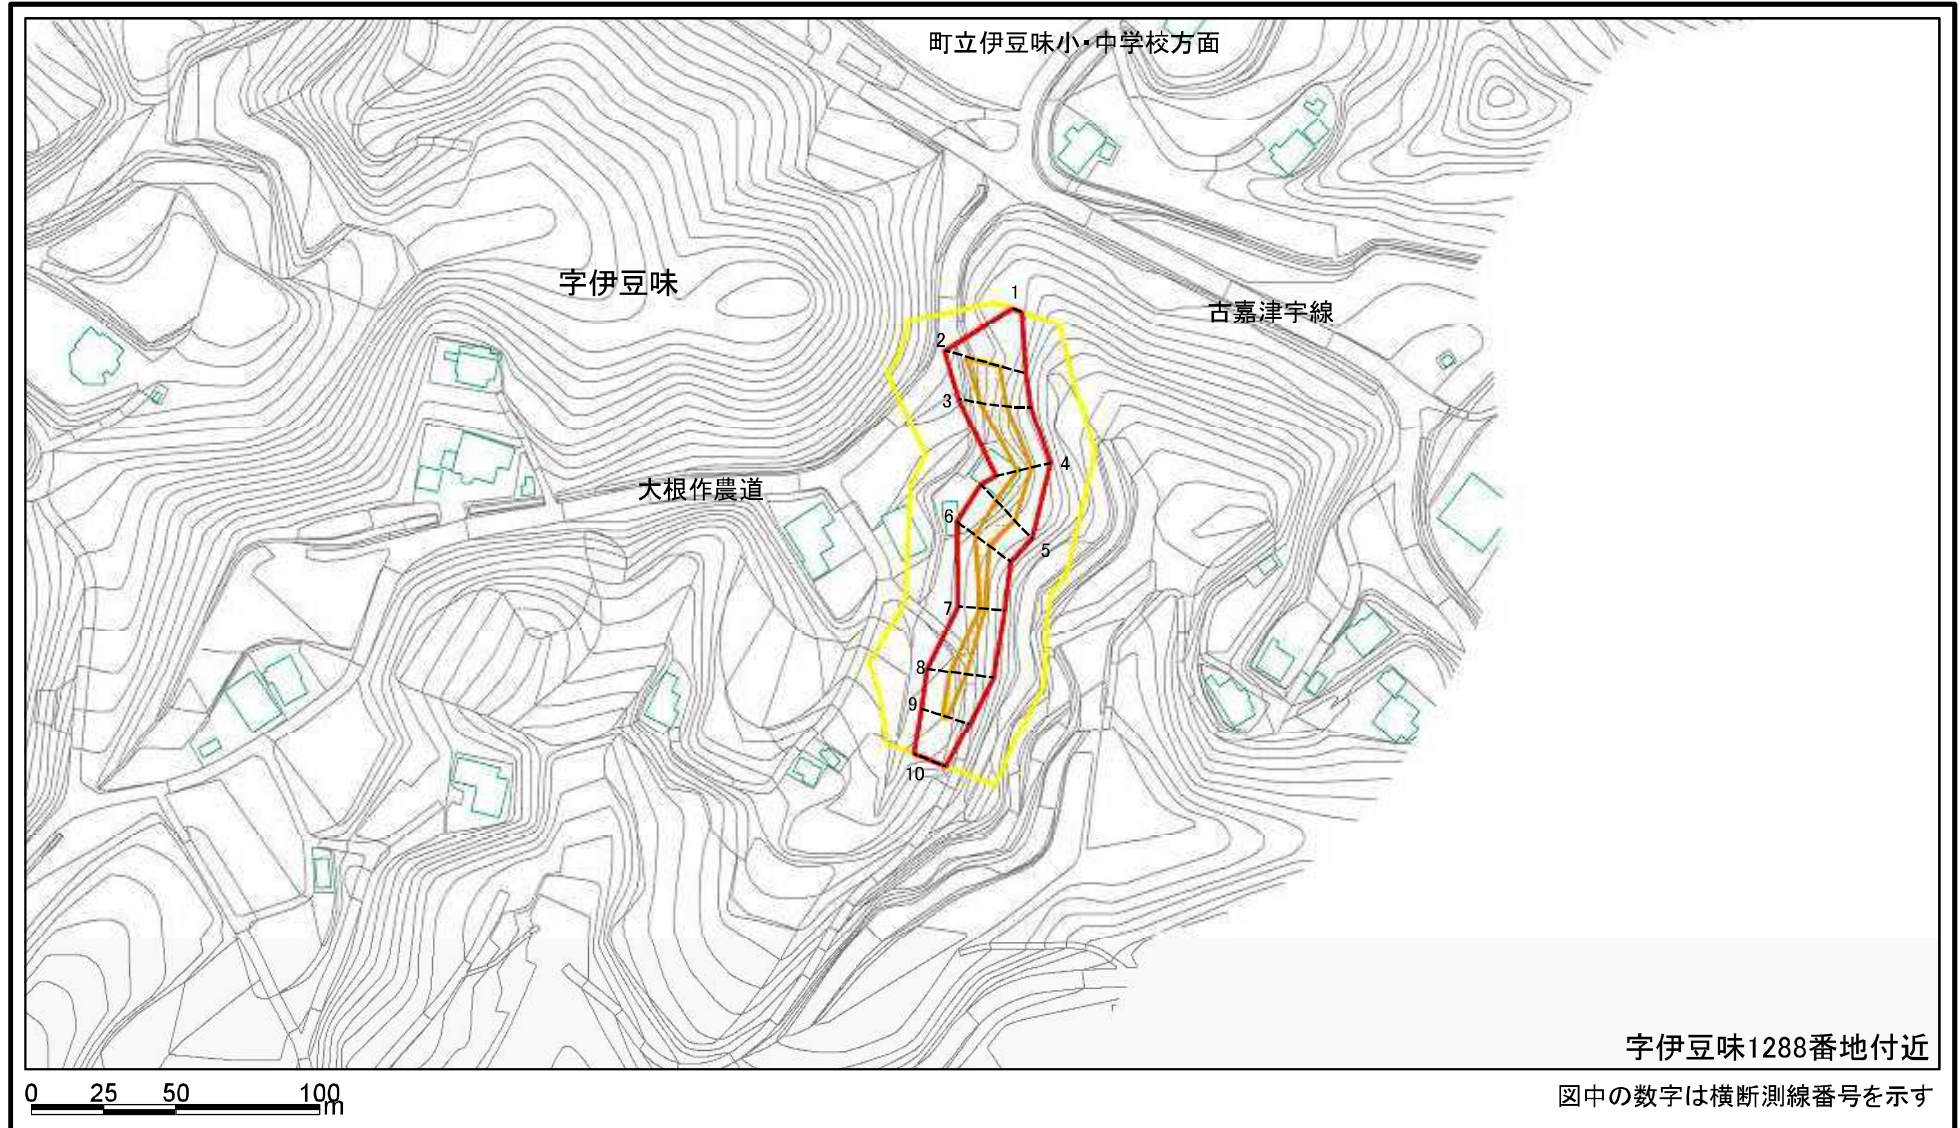 町立伊豆味小・中学校方面
字伊豆味
古嘉津宇線
大根作農道
1
2
3
4
5
6
7
8
9
10
字伊豆味1288番地付近
0 25 50 100m
図中の数字は横断測線番号を示す